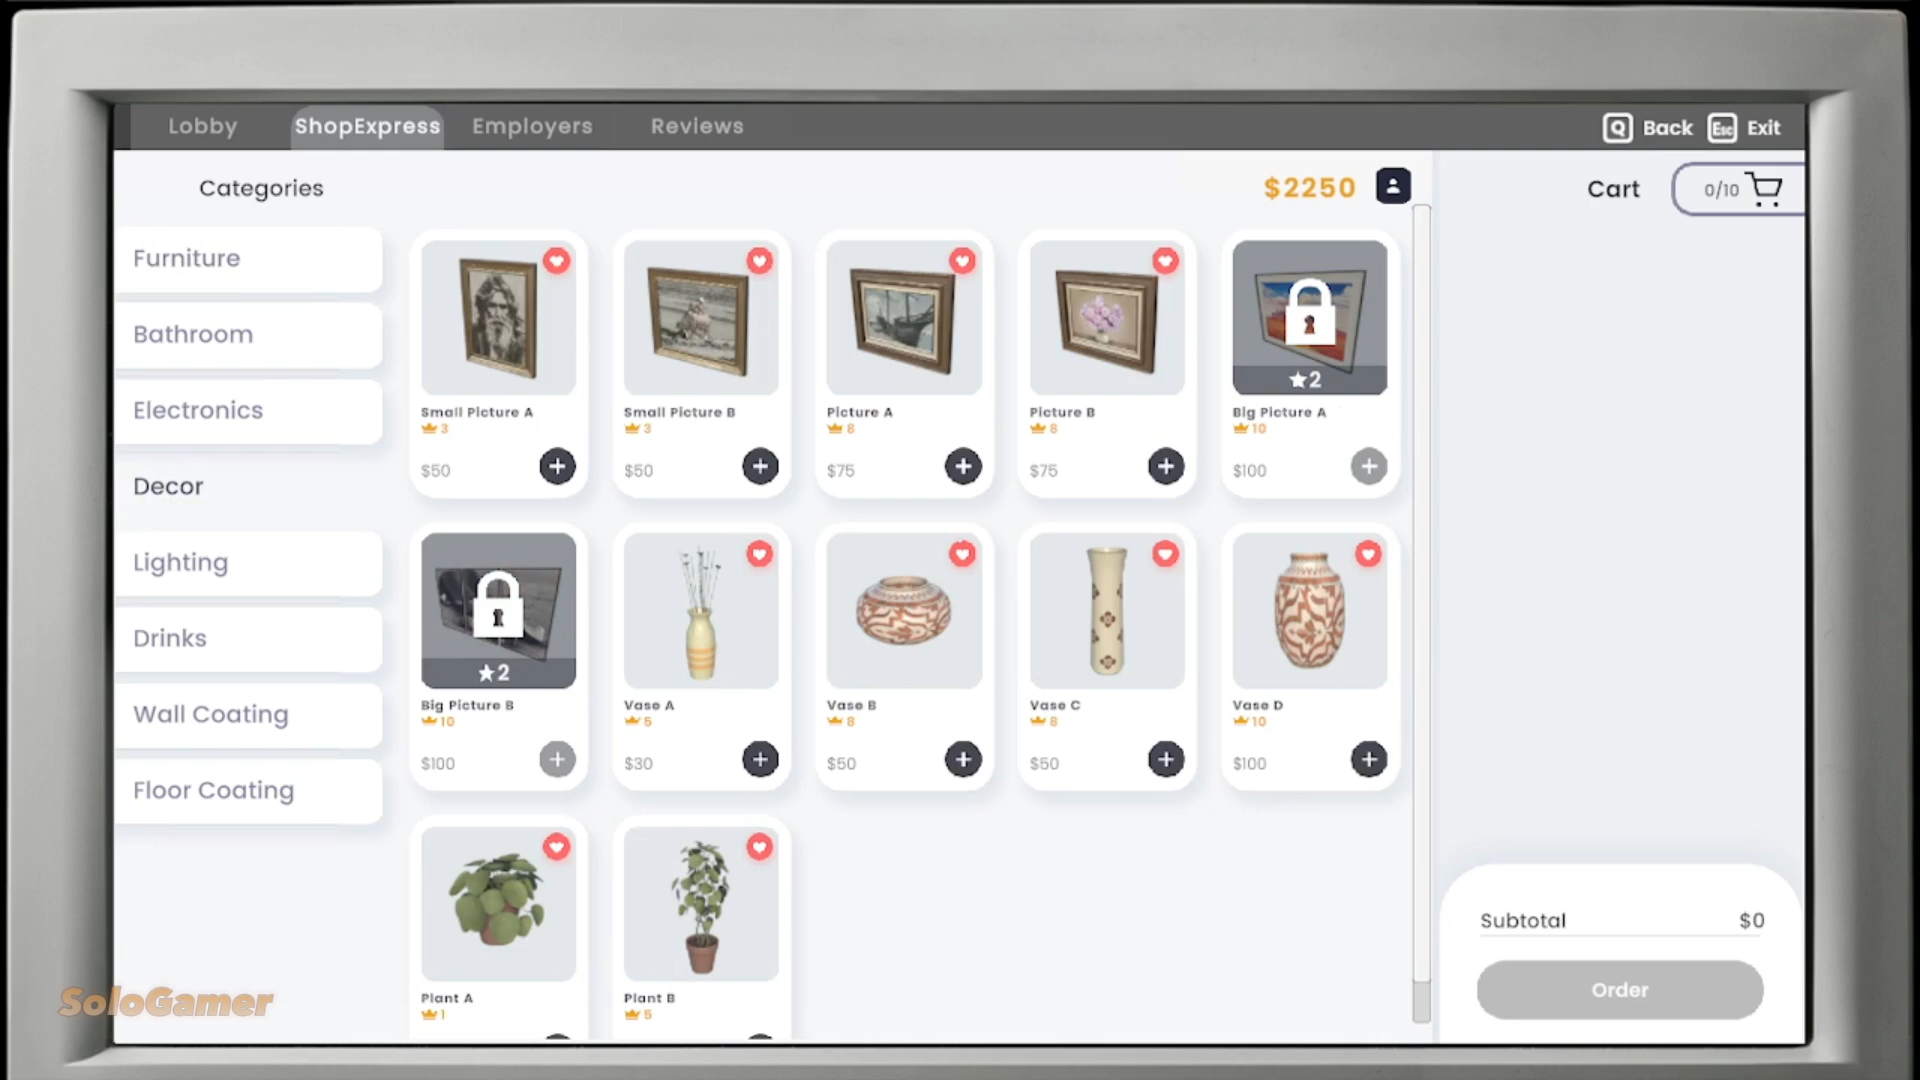 Lobby
ShopExpress
Employers
Reviews
Q Back
Esc Exit
Categories
$2250
Cart
0/10
Furniture
Bathroom
Electronics
Decor
Lighting
Drinks
Wall Coating
Floor Coating
Small Picture A
3
$50
Small Picture B
3
$50
Picture A
8
$75
Picture B
8
$75
2
Big Picture A
10
$100
2
Big Picture B
10
$100
Vase A
5
$30
Vase B
8
$50
Vase C
8
$50
Vase D
10
$100
Plant A
1
Plant B
5
Subtotal
$0
Order
SoloGamer